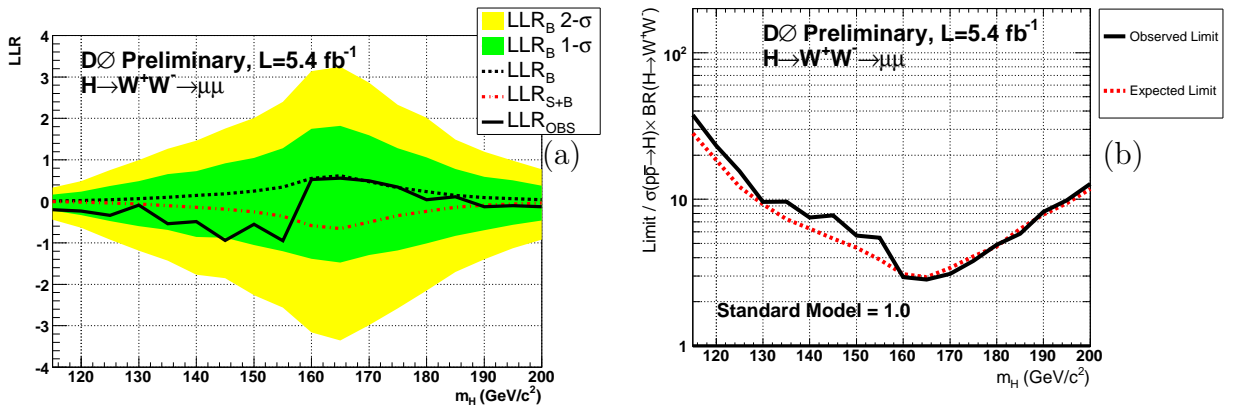 LLR
4
3
2
1
0
-1
-2
-3
-4
DØ Preliminary, L=5.4 fb⁻¹
H→W⁺W⁻→μμ
LLR_B 2-σ
LLR_B 1-σ
LLR_B
LLR_S+B
LLR_OBS
(a)
120 130 140 150 160 170 180 190 200
m_H (GeV/c²)
Limit / σ(pp̅→H)× BR(H→W⁺W⁻)
10²
10
1
DØ Preliminary, L=5.4 fb⁻¹
H→W⁺W⁻→μμ
Standard Model = 1.0
Observed Limit
Expected Limit
(b)
120 130 140 150 160 170 180 190 200
m_H (GeV/c²)